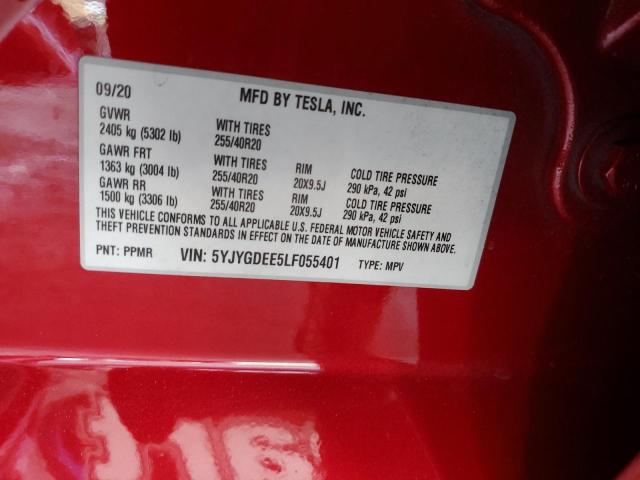 09/20 MFD BY TESLA, INC.
GVWR
2405 kg (5302 lb) WITH TIRES 255/40R20
GAWR FRT
1363 kg (3004 lb) WITH TIRES 255/40R20 RIM 20X9.5J COLD TIRE PRESSURE 290 kPa, 42 psi
GAWR RR
1500 kg (3306 lb) WITH TIRES 255/40R20 RIM 20X9.5J COLD TIRE PRESSURE 290 kPa, 42 psi
THIS VEHICLE CONFORMS TO ALL APPLICABLE U.S. FEDERAL MOTOR VEHICLE SAFETY AND
THEFT PREVENTION STANDARDS IN EFFECT ON THE DATE OF MANUFACTURE SHOWN ABOVE.
PNT: PPMR VIN: 5YJYGDEE5LF055401 TYPE: MPV